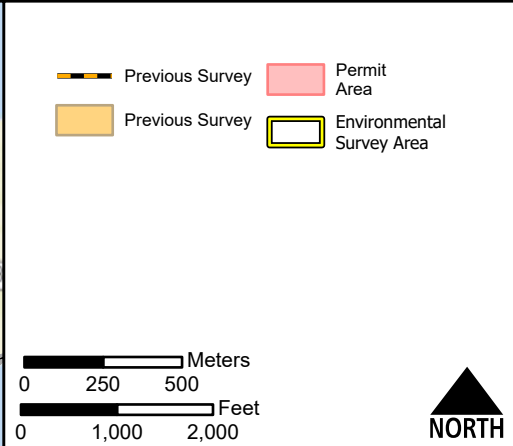 Previous Survey
Permit
Area
Previous Survey
Environmental
Survey Area
Meters
0 250 500
Feet
0 1,000 2,000
NORTH